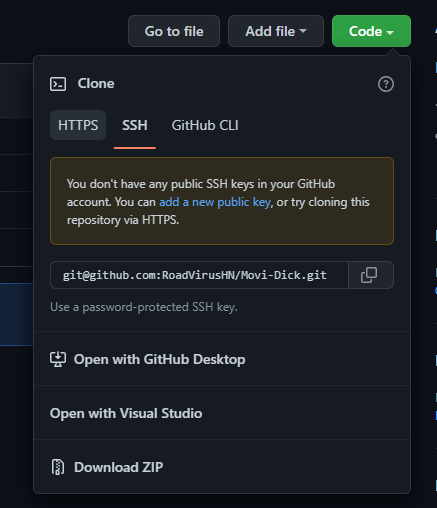 Go to file
Add file
Code
Clone
HTTPS
SSH
GitHub CLI
You don't have any public SSH keys in your GitHub
account. You can add a new public key, or try cloning this
repository via HTTPS.
git@github.com:RoadVirusHN/Movi-Dick.git
Use a password-protected SSH key.
Open with GitHub Desktop
Open with Visual Studio
Download ZIP